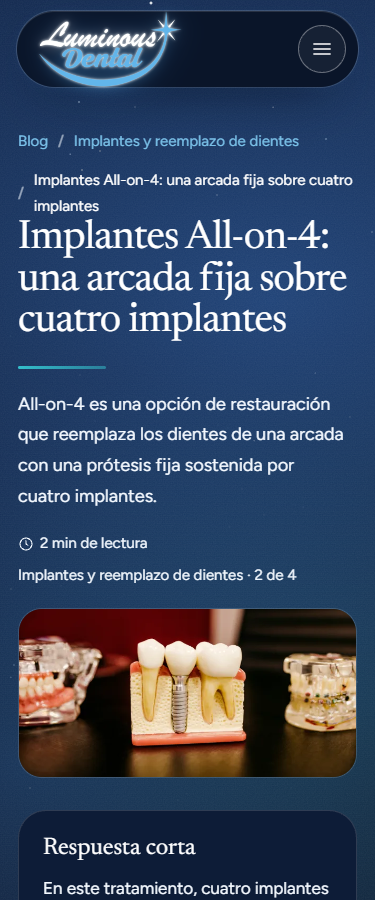 Luminous
Dental
Blog / Implantes y reemplazo de dientes
/ Implantes All-on-4: una arcada fija sobre cuatro
implantes
Implantes All-on-4:
una arcada fija sobre
cuatro implantes
All-on-4 es una opción de restauración
que reemplaza los dientes de una arcada
con una prótesis fija sostenida por
cuatro implantes.
2 min de lectura
Implantes y reemplazo de dientes · 2 de 4
Respuesta corta
En este tratamiento, cuatro implantes